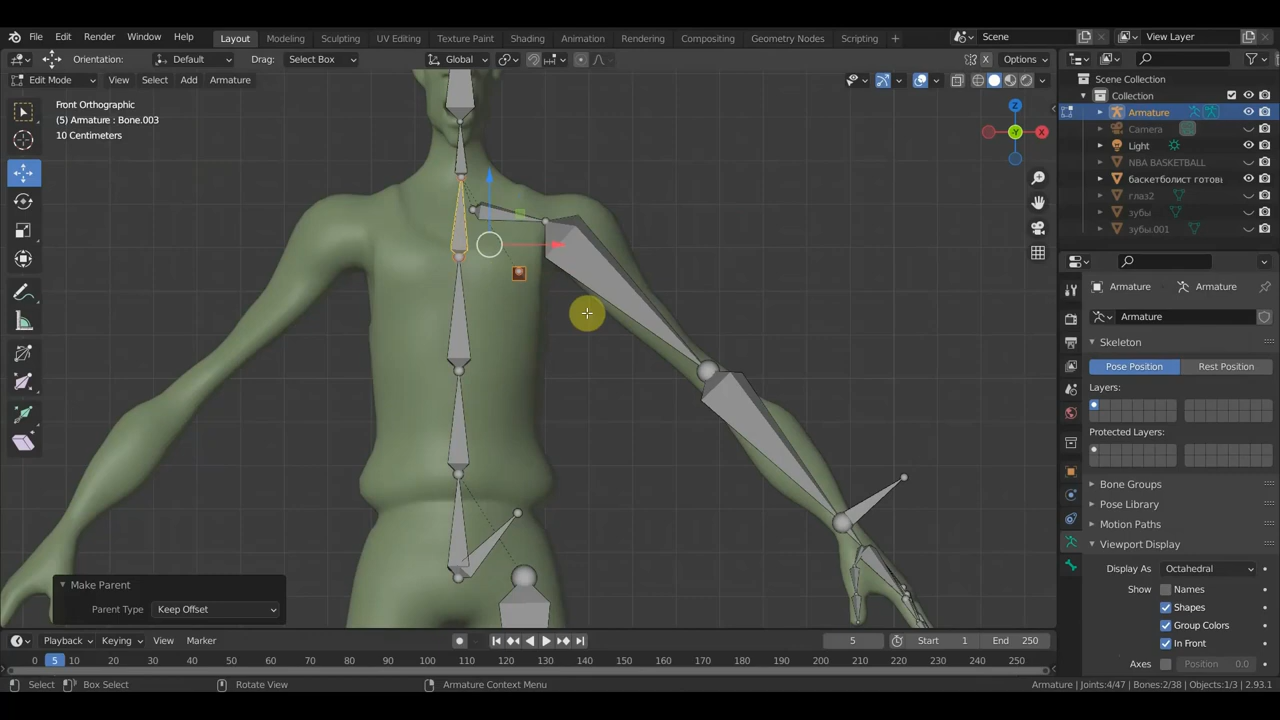 File Edit Render Window Help Layout Modeling Sculpting UV Editing Texture Paint Shading Animation Rendering Compositing Geometry Nodes Scripting + Scene View Layer
Orientation: Default Drag: Select Box Global X Options
Edit Mode View Select Add Armature
Front Orthographic
(5) Armature : Bone.003
10 Centimeters
Z
X
-Y
Scene Collection
Collection
Armature
Camera
Light
NBA BASKETBALL
баскетболист готовь
глаз2
зубы
зубы.001
Armature Armature
Armature
Skeleton
Pose Position Rest Position
Layers:
Protected Layers:
Bone Groups
Pose Library
Motion Paths
Viewport Display
Display As Octahedral
Show Names
Shapes
Group Colors
In Front
Axes Position 0.0
Make Parent
Parent Type Keep Offset
Playback Keying View Marker 5 Start 1 End 250
0 5 10 20 30 40 50 60 70 80 90 100 110 120 130 140 150 160 170 180 190 200 210 220 230 240 250
Select Box Select Rotate View Armature Context Menu Armature | Joints:4/47 | Bones:2/38 | Objects:1/3 | 2.93.1